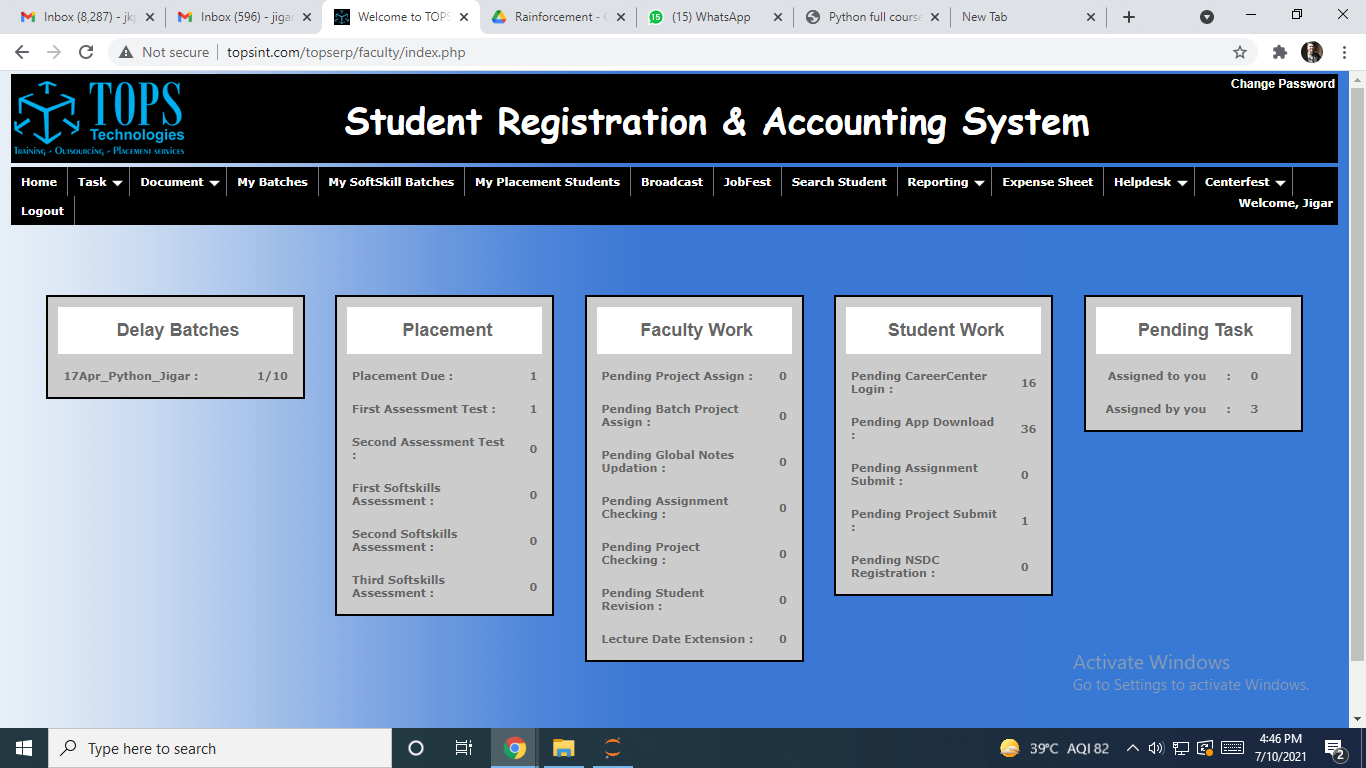 Inbox (8,287) - jkp
Inbox (596) - jigar
Welcome to TOPS
Rainforcement - G
(15) WhatsApp
Python full course
New Tab
Not secure
topsint.com/topserp/faculty/index.php
Change Password
TOPS
Technologies
Training - Outsourcing - Placement services
Student Registration & Accounting System
Home Task Document My Batches My SoftSkill Batches My Placement Students Broadcast JobFest Search Student Reporting Expense Sheet Helpdesk Centerfest
Logout
Welcome, Jigar
Delay Batches
17Apr_Python_Jigar : 1/10
Placement
Placement Due : 1
First Assessment Test : 1
Second Assessment Test
: 0
First Softskills
Assessment : 0
Second Softskills
Assessment : 0
Third Softskills
Assessment : 0
Faculty Work
Pending Project Assign : 0
Pending Batch Project
Assign : 0
Pending Global Notes
Updation : 0
Pending Assignment
Checking : 0
Pending Project
Checking : 0
Pending Student
Revision : 0
Lecture Date Extension : 0
Student Work
Pending CareerCenter
Login : 16
Pending App Download
: 36
Pending Assignment
Submit : 0
Pending Project Submit
: 1
Pending NSDC
Registration : 0
Pending Task
Assigned to you : 0
Assigned by you : 3
Activate Windows
Go to Settings to activate Windows.
Type here to search
39°C AQI 82
4:46 PM
7/10/2021
2